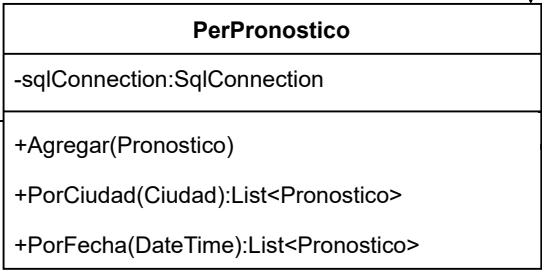 PerPronostico
-sqlConnection:SqlConnection
+Agregar(Pronostico)
+PorCiudad(Ciudad):List<Pronostico>
+PorFecha(DateTime):List<Pronostico>